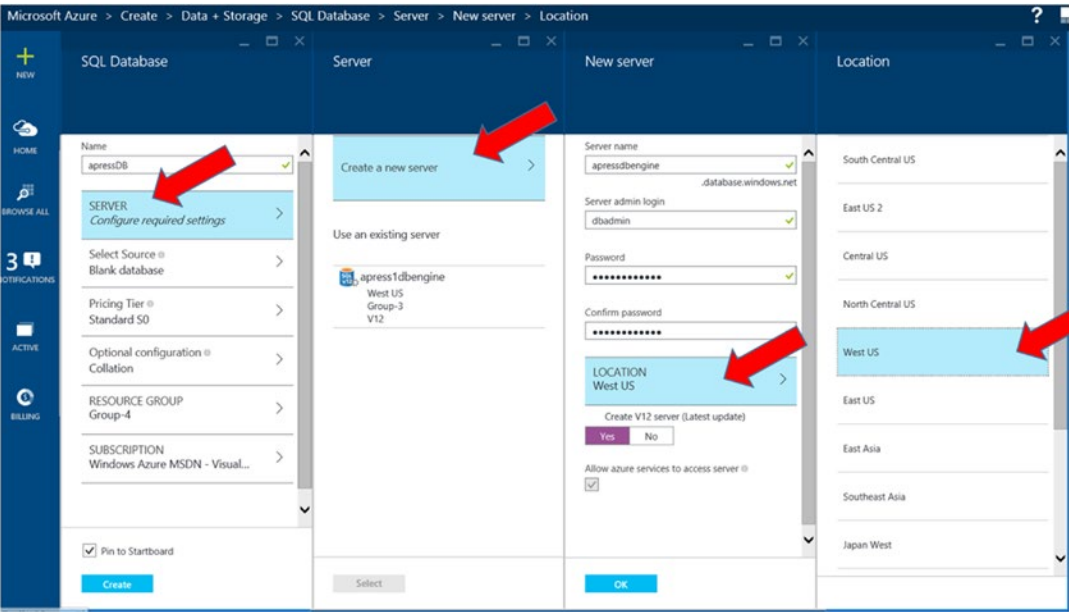 Microsoft Azure > Create > Data + Storage > SQL Database > Server > New server > Location
?
NEW
HOME
BROWSE ALL
3
NOTIFICATIONS
ACTIVE
BILLING
SQL Database
Name
apressDB
SERVER
Configure required settings
Select Source
Blank database
Pricing Tier
Standard S0
Optional configuration
Collation
RESOURCE GROUP
Group-4
SUBSCRIPTION
Windows Azure MSDN - Visual...
Pin to Startboard
Create
Server
Create a new server
Use an existing server
apress1dbengine
West US
Group-3
V12
Select
New server
Server name
apressdbengine
.database.windows.net
Server admin login
dbadmin
Password
••••••••••••
Confirm password
••••••••••••
LOCATION
West US
Create V12 server (Latest update)
Yes No
Allow azure services to access server
OK
Location
South Central US
East US 2
Central US
North Central US
West US
East US
East Asia
Southeast Asia
Japan West